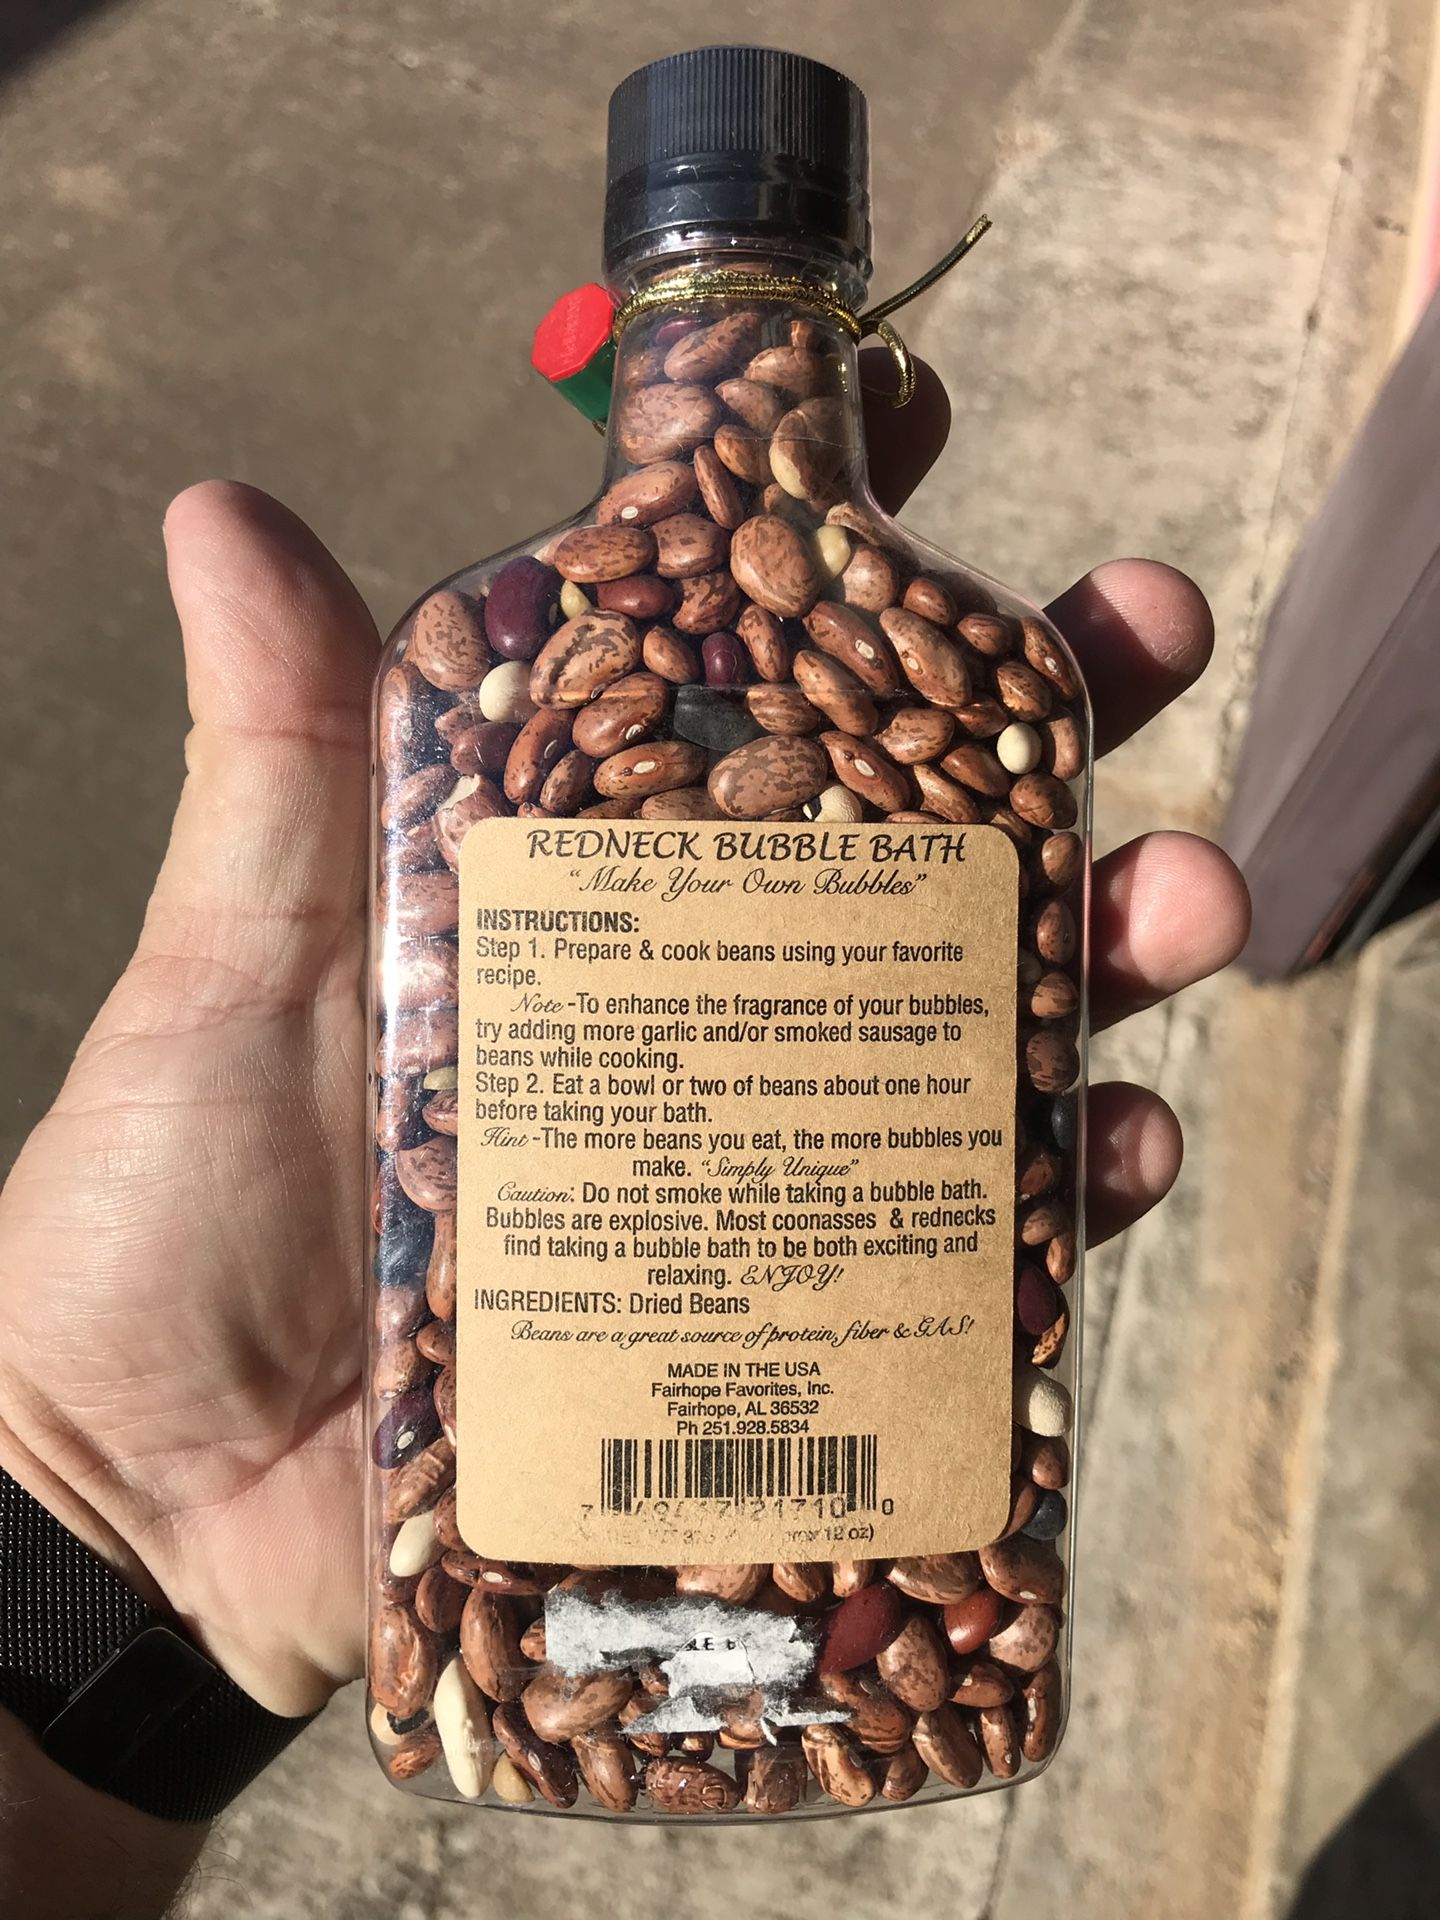 REDNECK BUBBLE BATH
“Make Your Own Bubbles”
INSTRUCTIONS:
Step 1. Prepare & cook beans using your favorite
recipe.
Note -To enhance the fragrance of your bubbles,
try adding more garlic and/or smoked sausage to
beans while cooking.
Step 2. Eat a bowl or two of beans about one hour
before taking your bath.
Hint -The more beans you eat, the more bubbles you
make. “Simply Unique”
Caution: Do not smoke while taking a bubble bath.
Bubbles are explosive. Most coonasses & rednecks
find taking a bubble bath to be both exciting and
relaxing. ENJOY!
INGREDIENTS: Dried Beans
Beans are a great source of protein, fiber & GAS!
MADE IN THE USA
Fairhope Favorites, Inc.
Fairhope, AL 36532
Ph 251.928.5834
21710 0
12 oz)